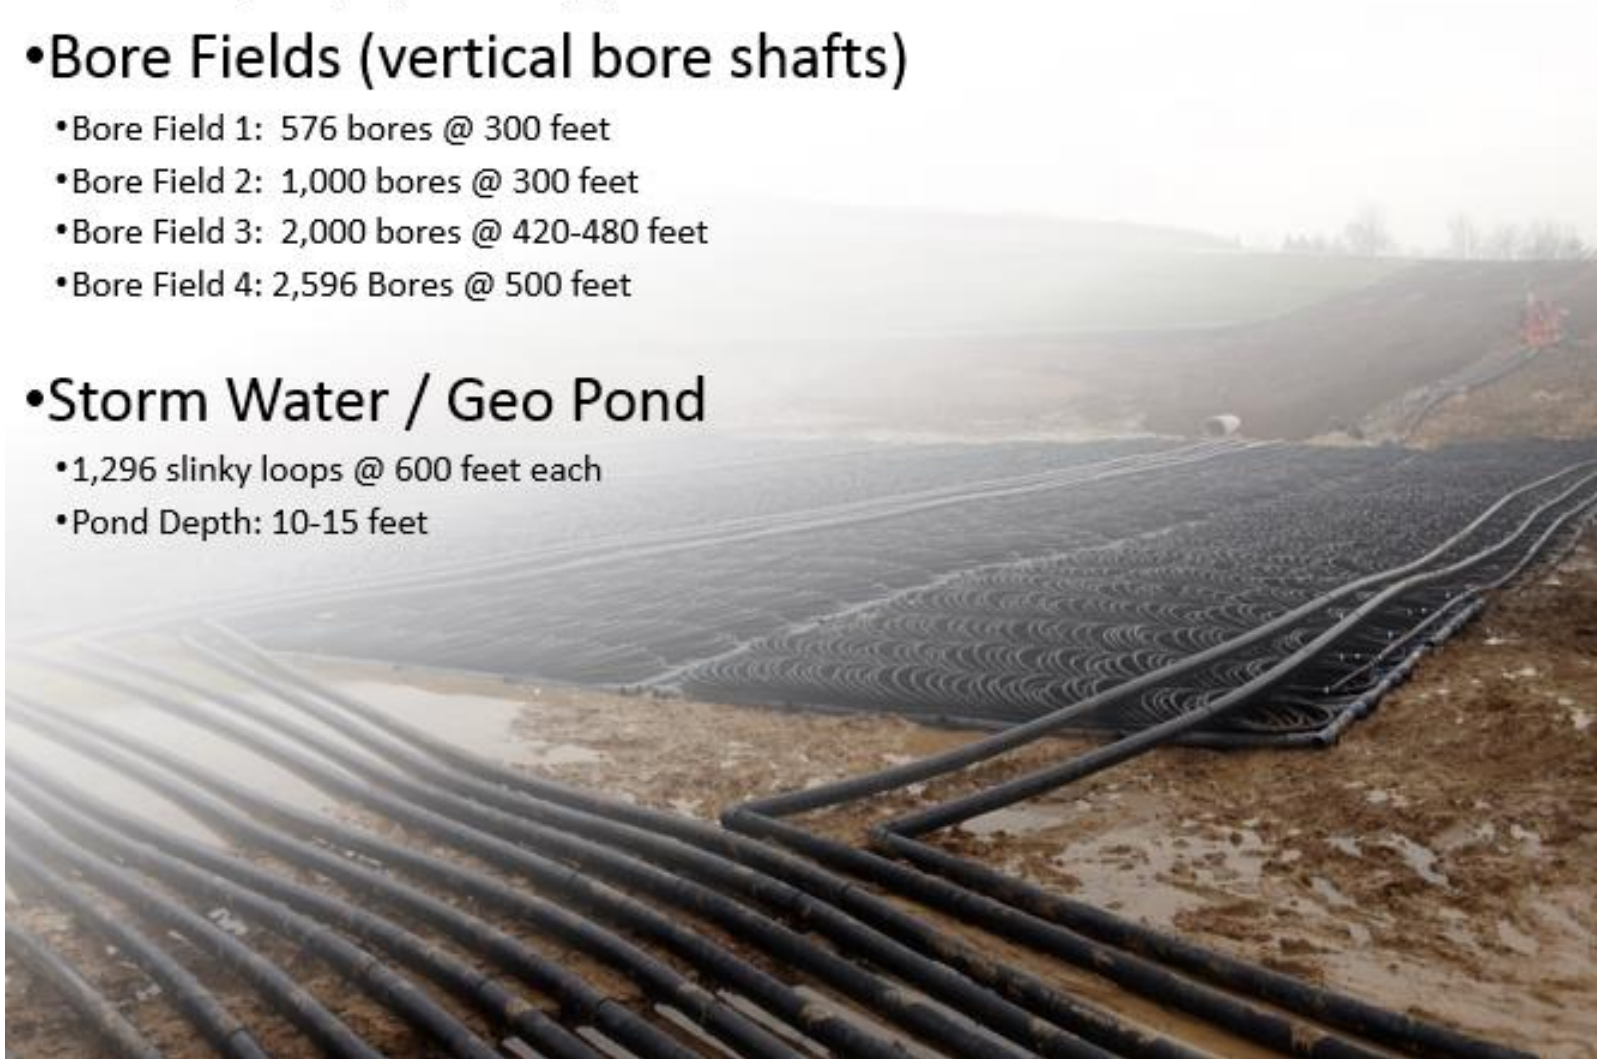 •Bore Fields (vertical bore shafts)
•Bore Field 1: 576 bores @ 300 feet
•Bore Field 2: 1,000 bores @ 300 feet
•Bore Field 3: 2,000 bores @ 420-480 feet
•Bore Field 4: 2,596 Bores @ 500 feet
•Storm Water / Geo Pond
•1,296 slinky loops @ 600 feet each
•Pond Depth: 10-15 feet